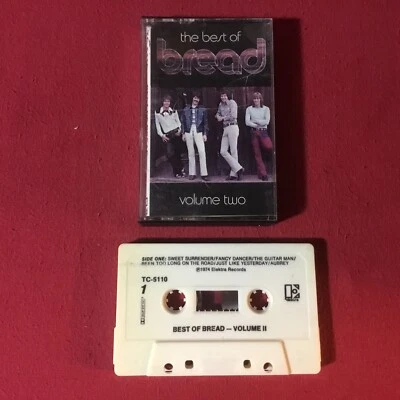 the best of
bread
volume two
SIDE ONE: SWEET SURRENDER/FANCY DANCER/THE GUITAR MAN/
BEEN TOO LONG ON THE ROAD/JUST LIKE YESTERDAY/AUBREY
℗1974 Elektra Records
TC-5110
1
BEST OF BREAD — VOLUME II